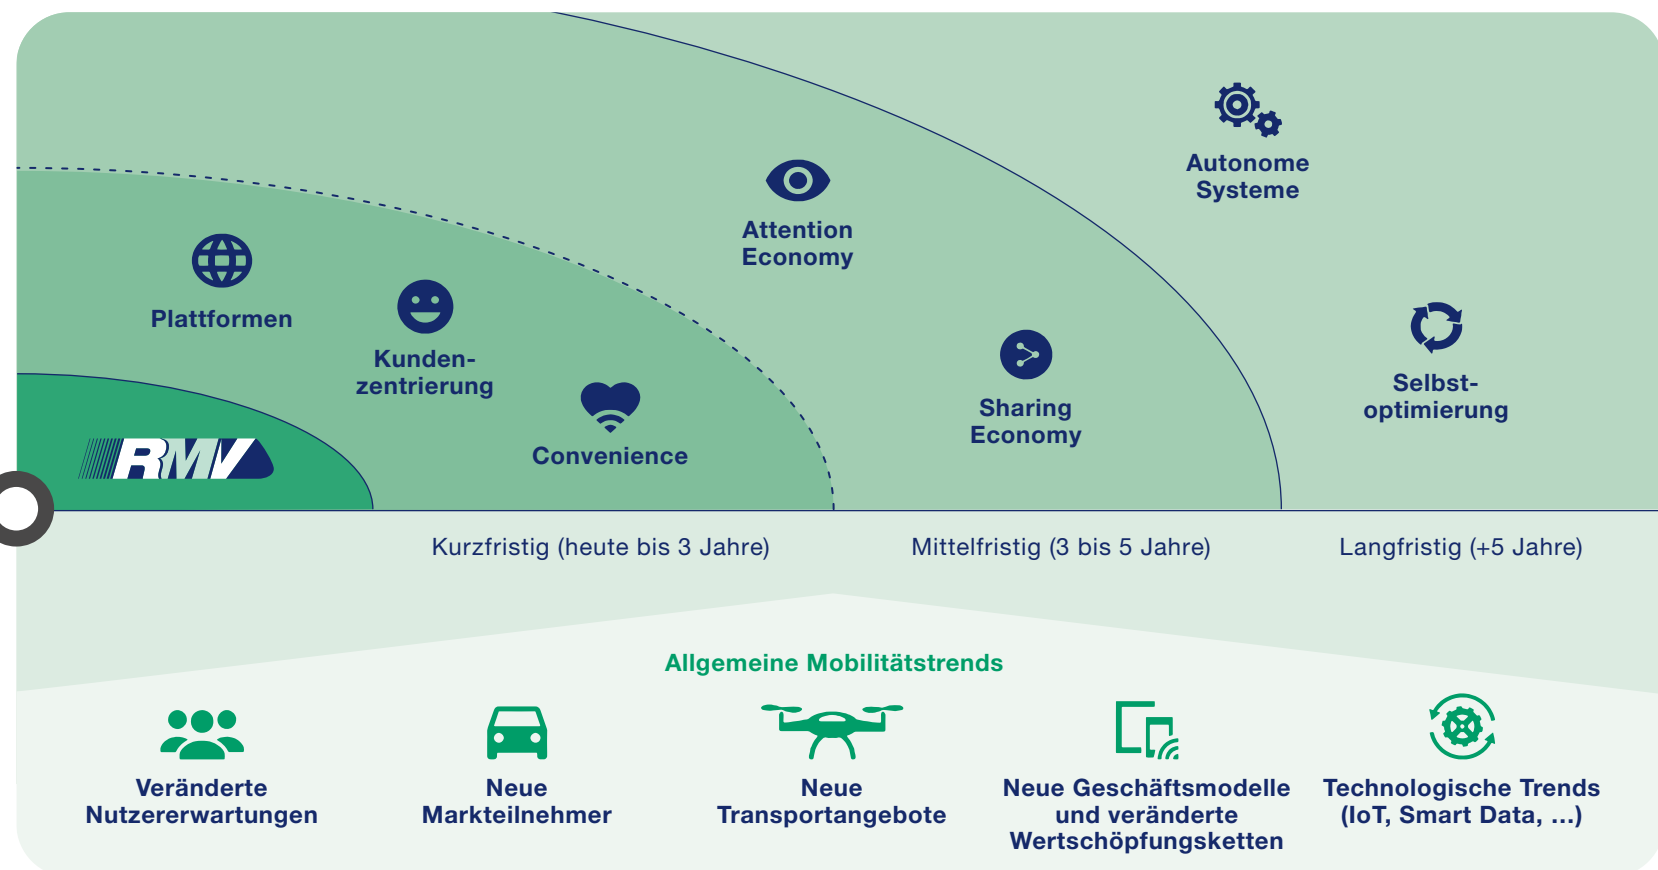 Autonome
Systeme
Attention
Economy
Plattformen
Kunden-
zentrierung
Selbst-
optimierung
Sharing
Economy
Convenience
RMV
Kurzfristig (heute bis 3 Jahre)
Mittelfristig (3 bis 5 Jahre)
Langfristig (+5 Jahre)
Allgemeine Mobilitätstrends
Veränderte
Nutzererwartungen
Neue
Markteilnehmer
Neue
Transportangebote
Neue Geschäftsmodelle
und veränderte
Wertschöpfungsketten
Technologische Trends
(IoT, Smart Data, ...)